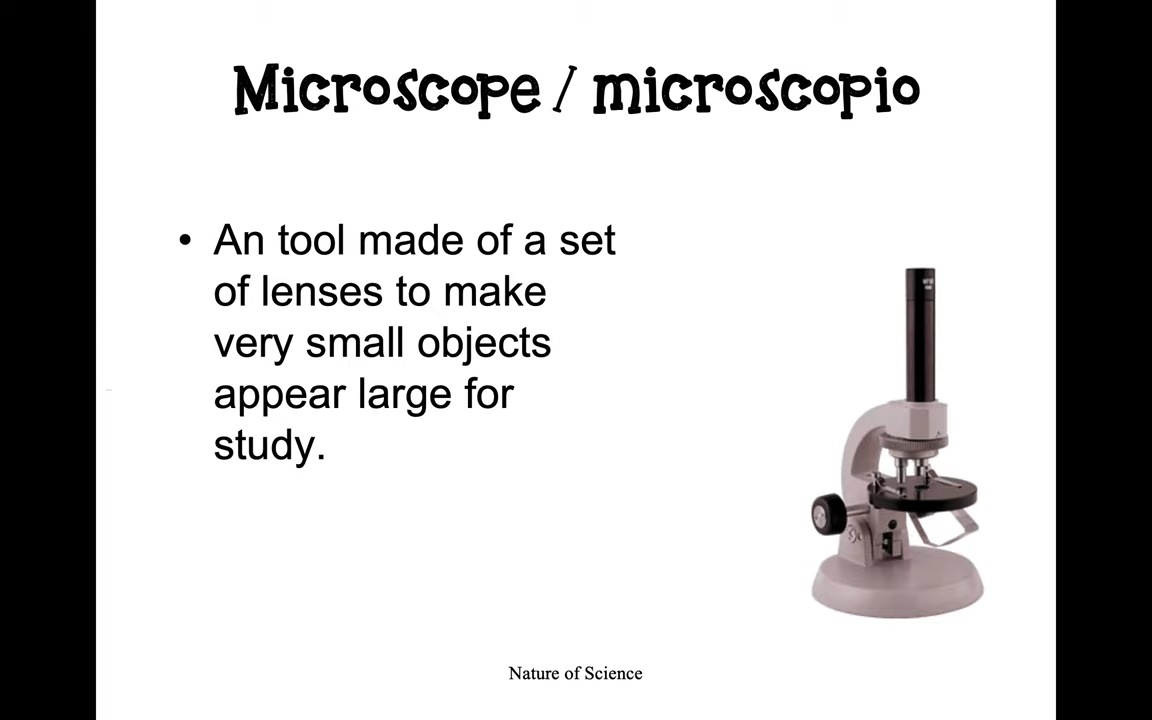 Microscope / microscopio
• An tool made of a set
of lenses to make
very small objects
appear large for
study.
Nature of Science